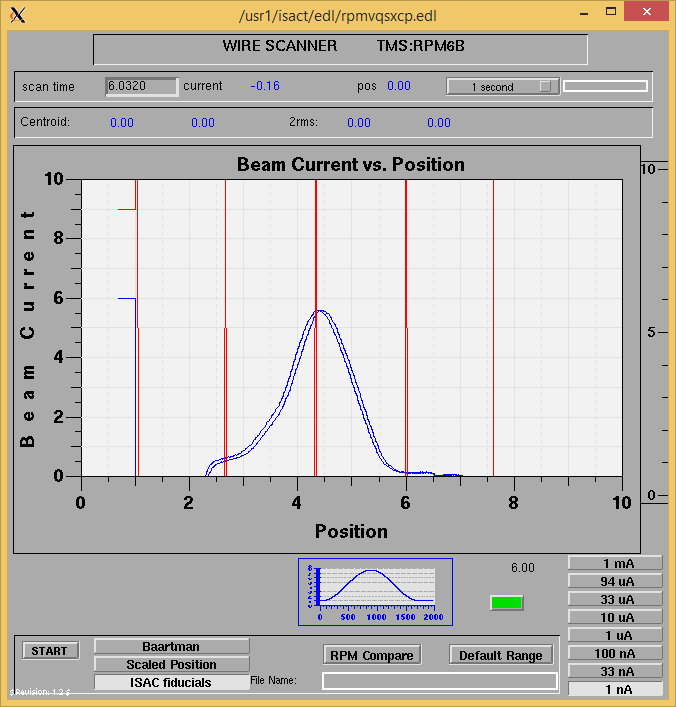 /usr1/isact/edl/rpmvqsxcp.edl
WIRE SCANNER TMS:RPM6B
scan time 6.0320 current -0.16 pos 0.00 1 second
Centroid: 0.00 0.00 2rms: 0.00 0.00
Beam Current vs. Position
10
8
6
4
2
0
Beam Current
0 2 4 6 8 10
Position
10
5
0
8
0 500 1000 1500 2000
6.00
1 mA
94 uA
33 uA
10 uA
1 uA
100 nA
33 nA
1 nA
START
Baartman
Scaled Position
ISAC fiducials
RPM Compare
Default Range
File Name:
$Revision: 1.2 $